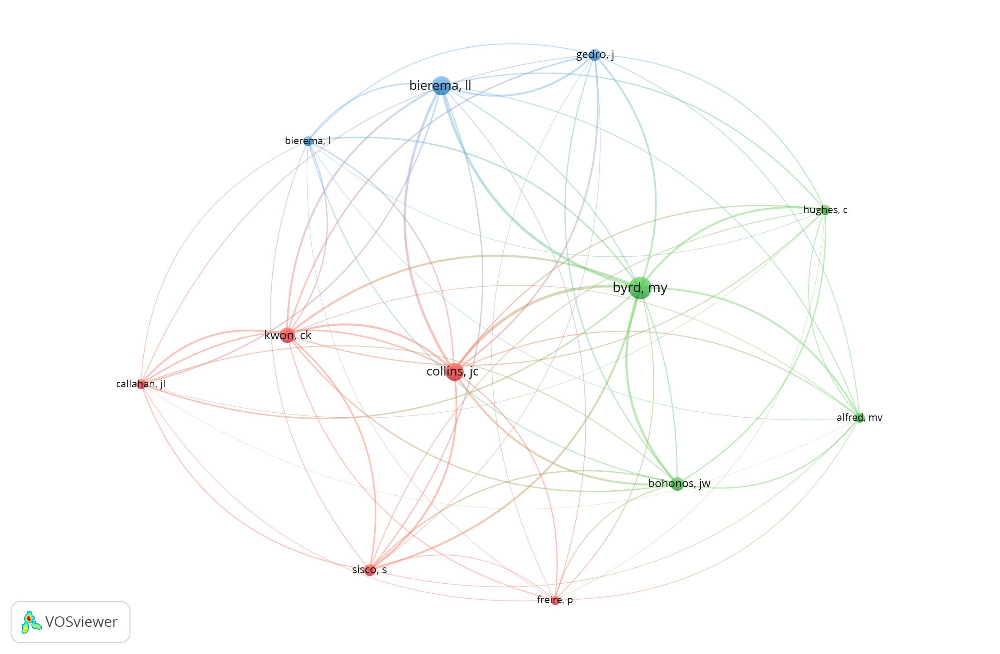 gedro, j
bierema, ll
bierema, l
hughes, c
byrd, my
kwon, ck
collins, jc
callahan, jl
alfred, mv
bohonos, jw
sisco, s
freire, p
VOSviewer